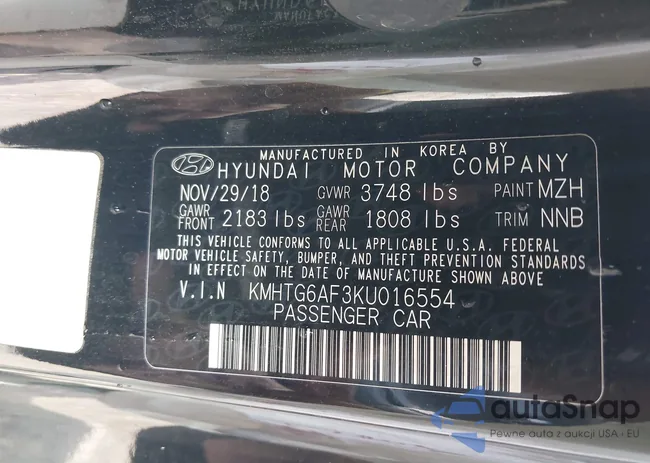 MANUFACTURED IN KOREA BY
HYUNDAI MOTOR COMPANY
NOV/29/18 GVWR 3748 lbs PAINT MZH
GAWR FRONT 2183 lbs GAWR REAR 1808 lbs TRIM NNB
THIS VEHICLE CONFORMS TO ALL APPLICABLE U.S.A. FEDERAL
MOTOR VEHICLE SAFETY, BUMPER, AND THEFT PREVENTION STANDARDS
IN EFFECT ON THE DATE OF MANUFACTURE SHOWN ABOVE.
V.I.N KMHTG6AF3KU016554
PASSENGER CAR
autaSnap
Pewne auta z aukcji USA - EU